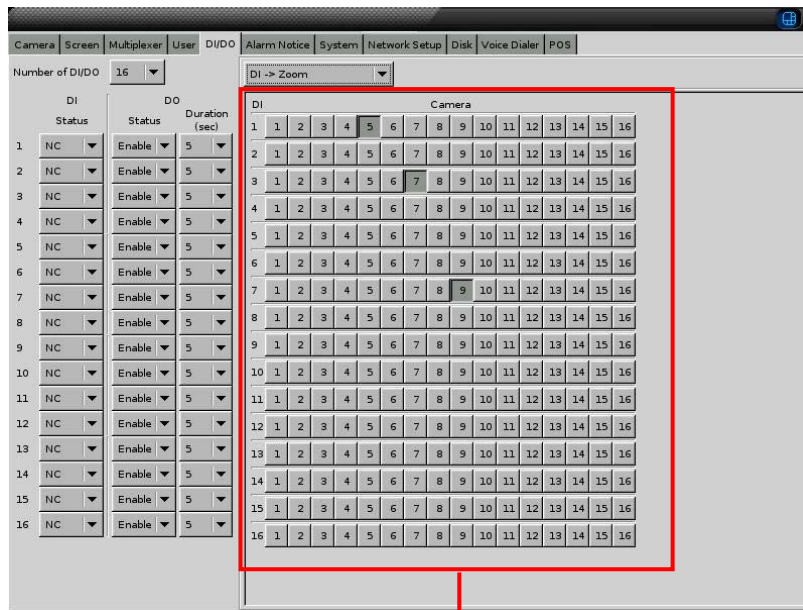 Camera Screen Multiplexer User DI/DO Alarm Notice System Network Setup Disk Voice Dialer POS
Number of DI/DO 16
DI -> Zoom
DI DO
Status Status Duration (sec)
1 NC Enable 5
2 NC Enable 5
3 NC Enable 5
4 NC Enable 5
5 NC Enable 5
6 NC Enable 5
7 NC Enable 5
8 NC Enable 5
9 NC Enable 5
10 NC Enable 5
11 NC Enable 5
12 NC Enable 5
13 NC Enable 5
14 NC Enable 5
15 NC Enable 5
16 NC Enable 5
DI Camera
1 1 2 3 4 5 6 7 8 9 10 11 12 13 14 15 16
2 1 2 3 4 5 6 7 8 9 10 11 12 13 14 15 16
3 1 2 3 4 5 6 7 8 9 10 11 12 13 14 15 16
4 1 2 3 4 5 6 7 8 9 10 11 12 13 14 15 16
5 1 2 3 4 5 6 7 8 9 10 11 12 13 14 15 16
6 1 2 3 4 5 6 7 8 9 10 11 12 13 14 15 16
7 1 2 3 4 5 6 7 8 9 10 11 12 13 14 15 16
8 1 2 3 4 5 6 7 8 9 10 11 12 13 14 15 16
9 1 2 3 4 5 6 7 8 9 10 11 12 13 14 15 16
10 1 2 3 4 5 6 7 8 9 10 11 12 13 14 15 16
11 1 2 3 4 5 6 7 8 9 10 11 12 13 14 15 16
12 1 2 3 4 5 6 7 8 9 10 11 12 13 14 15 16
13 1 2 3 4 5 6 7 8 9 10 11 12 13 14 15 16
14 1 2 3 4 5 6 7 8 9 10 11 12 13 14 15 16
15 1 2 3 4 5 6 7 8 9 10 11 12 13 14 15 16
16 1 2 3 4 5 6 7 8 9 10 11 12 13 14 15 16